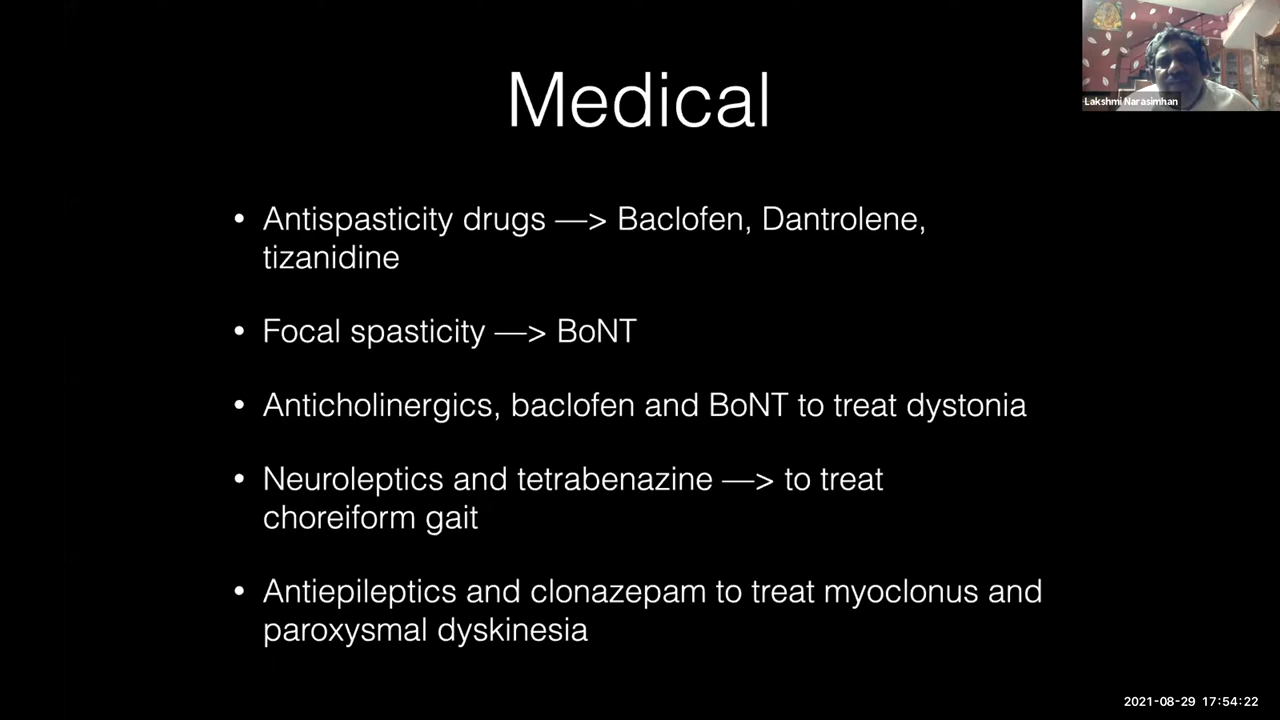 Lakshmi Narasimhan
Medical
• Antispasticity drugs —> Baclofen, Dantrolene,
tizanidine
• Focal spasticity —> BoNT
• Anticholinergics, baclofen and BoNT to treat dystonia
• Neuroleptics and tetrabenazine —> to treat
choreiform gait
• Antiepileptics and clonazepam to treat myoclonus and
paroxysmal dyskinesia
2021-08-29 17:54:22